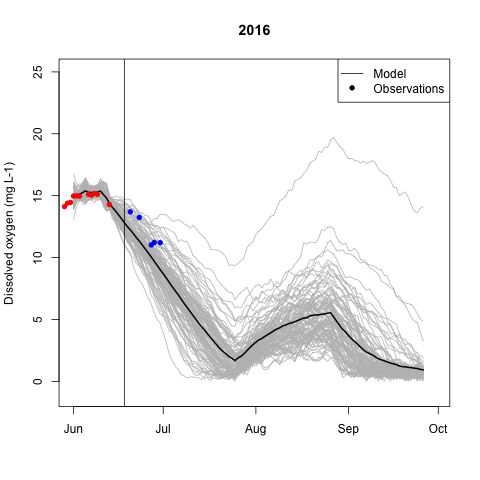 2016
Dissolved oxygen (mg L-1)
25
20
15
10
5
0
Model
Observations
Jun
Jul
Aug
Sep
Oct